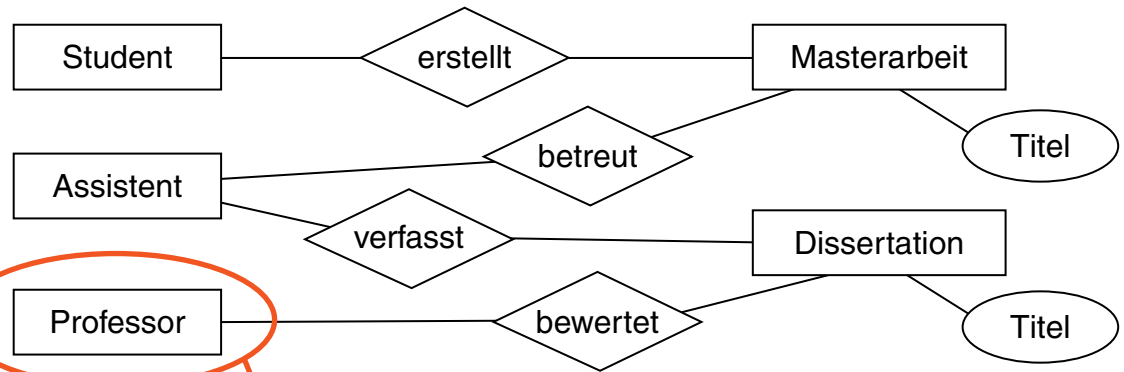 Student erstellt Masterarbeit
Titel
betreut
Assistent
verfasst
Dissertation
Professor bewertet Titel